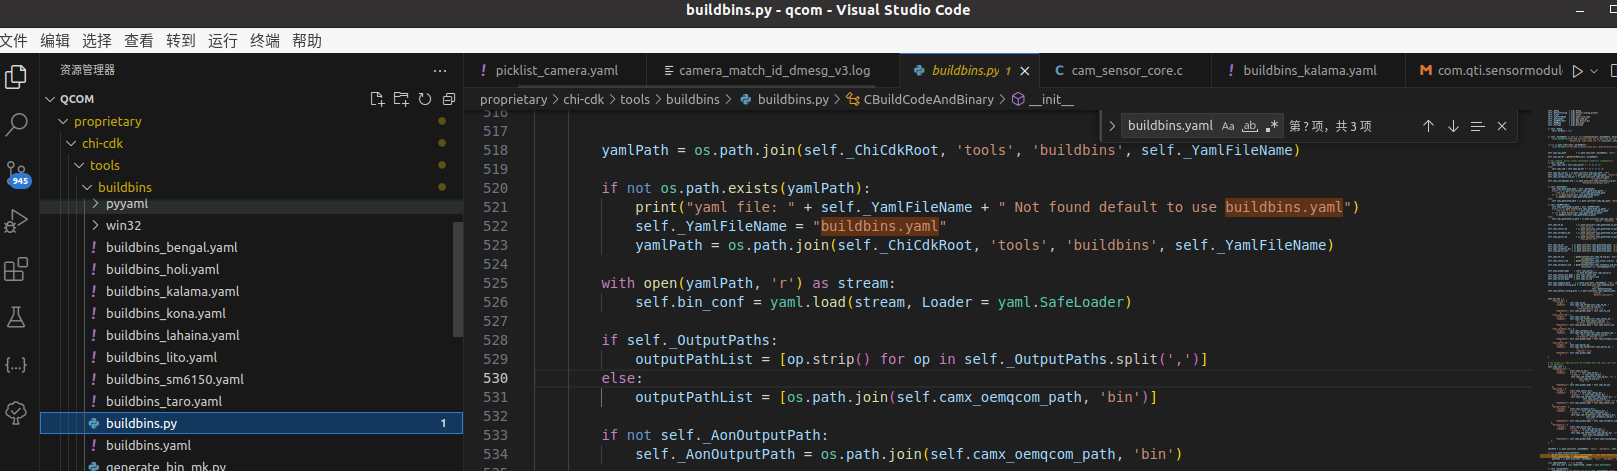 buildbins.py - qcom - Visual Studio Code
文件 编辑 选择 查看 转到 运行 终端 帮助
资源管理器 ···
QCOM
proprietary
chi-cdk
tools
buildbins
pyyaml
win32
! buildbins_bengal.yaml
! buildbins_holi.yaml
! buildbins_kalama.yaml
! buildbins_kona.yaml
! buildbins_lahaina.yaml
! buildbins_lito.yaml
! buildbins_sm6150.yaml
! buildbins_taro.yaml
buildbins.py 1
! buildbins.yaml
generate_bin_mk.py
945
! picklist_camera.yaml camera_match_id_dmesg_v3.log buildbins.py 1 C cam_sensor_core.c ! buildbins_kalama.yaml M com.qti.sensormodul
proprietary > chi-cdk > tools > buildbins > buildbins.py > CBuildCodeAndBinary > __init__
buildbins.yaml Aa ab .* 第?项，共3项
516
517
518 yamlPath = os.path.join(self._ChiCdkRoot, 'tools', 'buildbins', self._YamlFileName)
519
520 if not os.path.exists(yamlPath):
521 print("yaml file: " + self._YamlFileName + " Not found default to use buildbins.yaml")
522 self._YamlFileName = "buildbins.yaml"
523 yamlPath = os.path.join(self._ChiCdkRoot, 'tools', 'buildbins', self._YamlFileName)
524
525 with open(yamlPath, 'r') as stream:
526 self.bin_conf = yaml.load(stream, Loader = yaml.SafeLoader)
527
528 if self._OutputPaths:
529 outputPathList = [op.strip() for op in self._OutputPaths.split(',')]
530 else:
531 outputPathList = [os.path.join(self.camx_oemqcom_path, 'bin')]
532
533 if not self._AonOutputPath:
534 self._AonOutputPath = os.path.join(self.camx_oemqcom_path, 'bin')